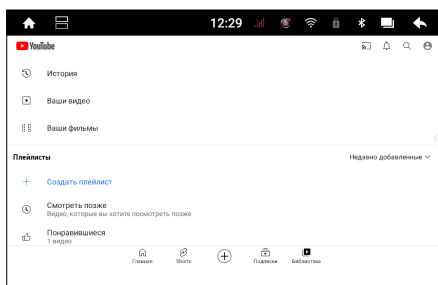 12:29
YouTube
История
Ваши видео
Ваши фильмы
Плейлисты
Недавно добавленные
Создать плейлист
Смотреть позже
Видео, которые вы хотите посмотреть позже
Понравившиеся
1 видео
Главная Shorts Подписки Библиотека